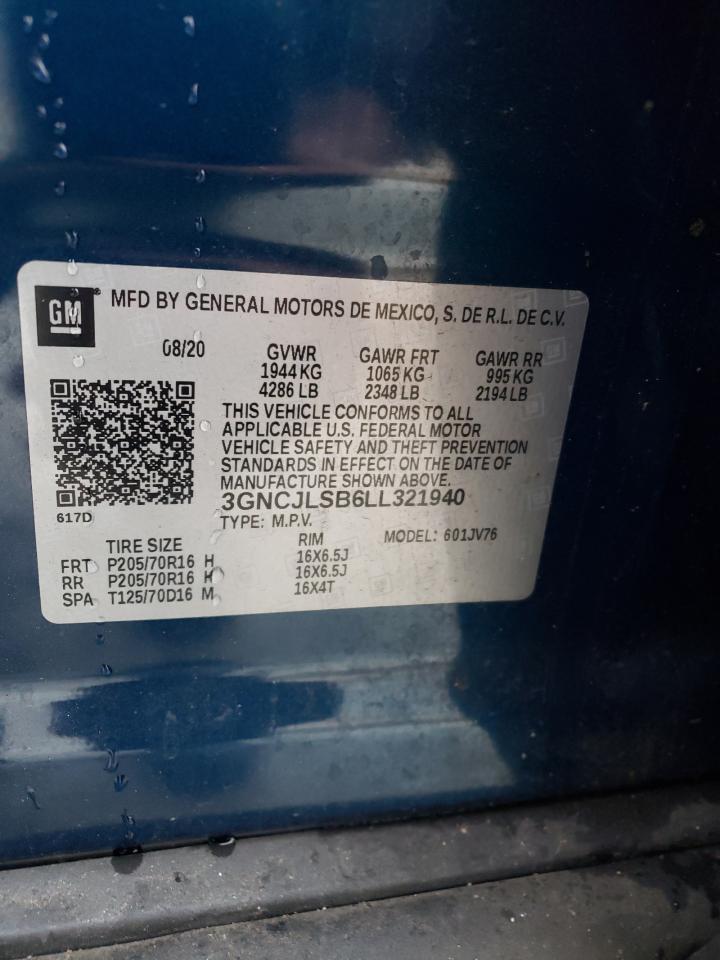 GM® MFD BY GENERAL MOTORS DE MEXICO, S. DE R.L. DE C.V.
08/20 GVWR GAWR FRT GAWR RR
1944 KG 1065 KG 995 KG
4286 LB 2348 LB 2194 LB
THIS VEHICLE CONFORMS TO ALL
APPLICABLE U.S. FEDERAL MOTOR
VEHICLE SAFETY AND THEFT PREVENTION
STANDARDS IN EFFECT ON THE DATE OF
MANUFACTURE SHOWN ABOVE.
3GNCJLSB6LL321940
617D TYPE: M.P.V. MODEL: 601JV76
TIRE SIZE RIM
FRT P205/70R16 H 16X6.5J
RR P205/70R16 H 16X6.5J
SPA T125/70D16 M 16X4T